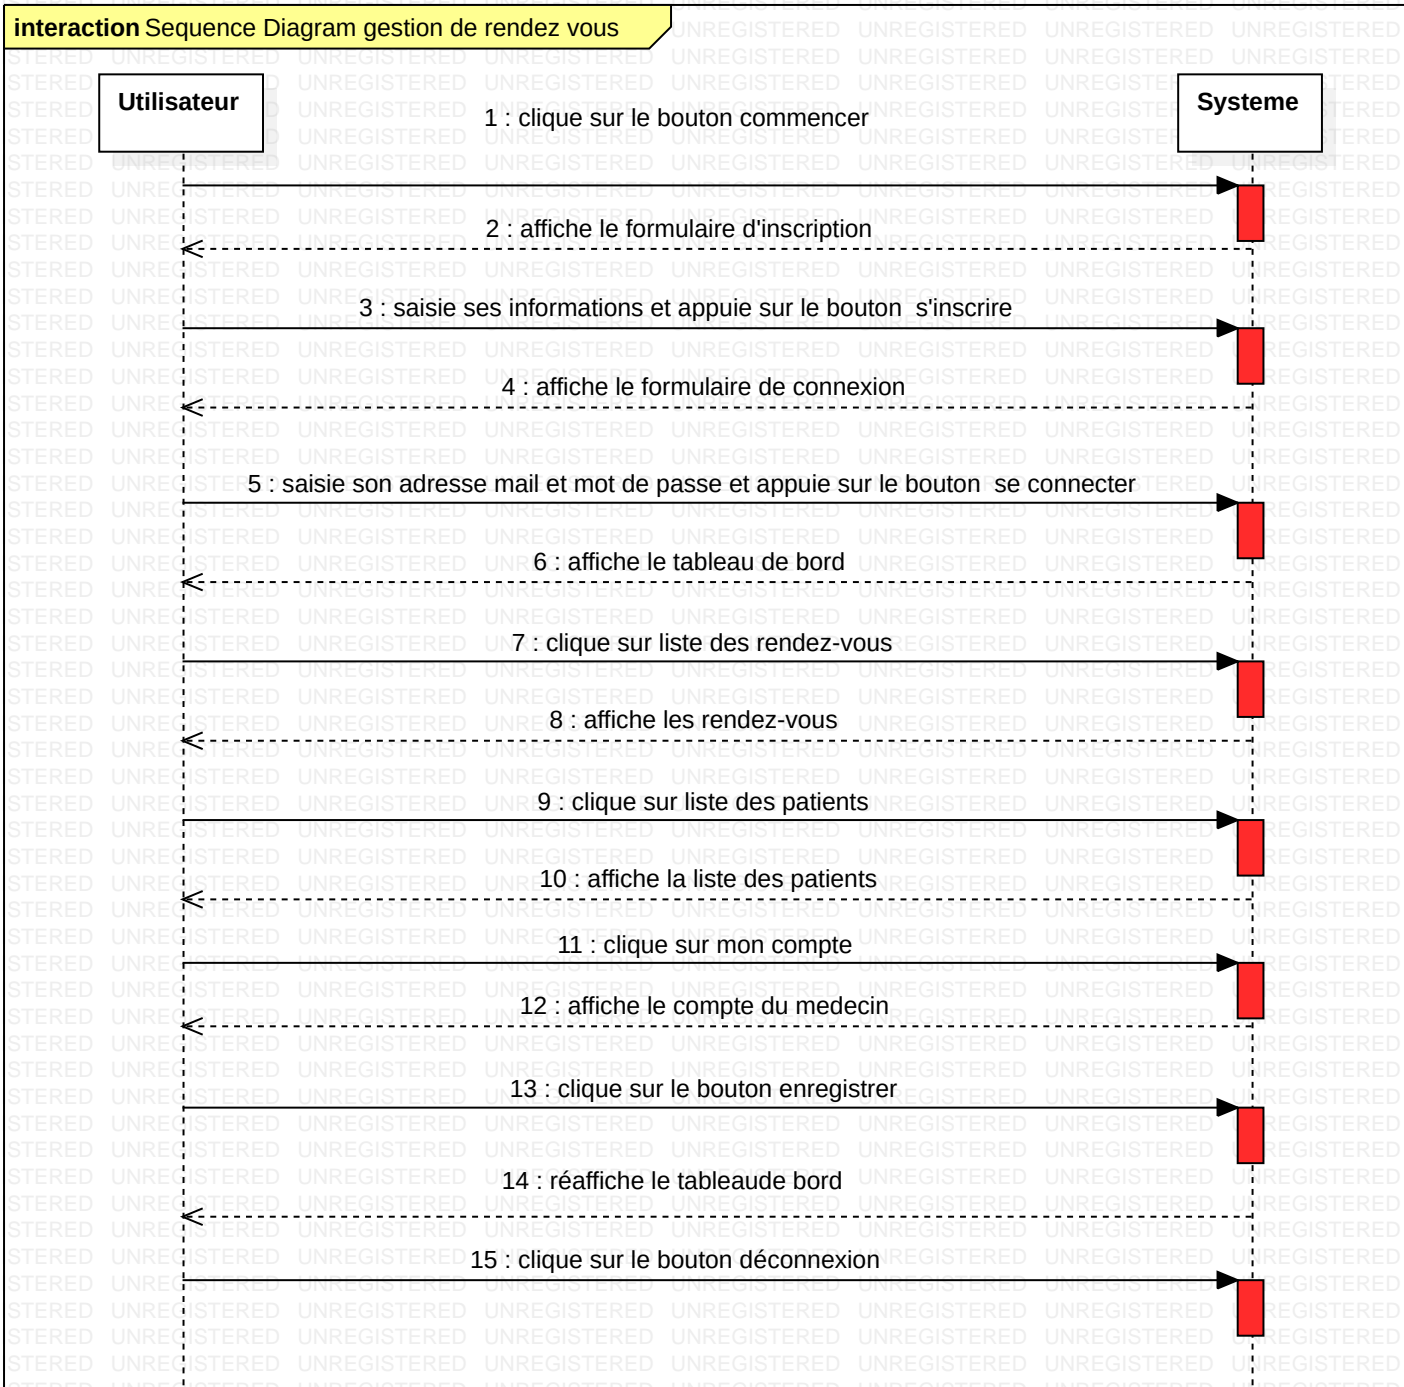 interaction Sequence Diagram gestion de rendez vous
Utilisateur
Systeme
1 : clique sur le bouton commencer
2 : affiche le formulaire d'inscription
3 : saisie ses informations et appuie sur le bouton  s'inscrire
4 : affiche le formulaire de connexion
5 : saisie son adresse mail et mot de passe et appuie sur le bouton  se connecter
6 : affiche le tableau de bord
7 : clique sur liste des rendez-vous
8 : affiche les rendez-vous
9 : clique sur liste des patients
10 : affiche la liste des patients
11 : clique sur mon compte
12 : affiche le compte du medecin
13 : clique sur le bouton enregistrer
14 : réaffiche le tableaude bord
15 : clique sur le bouton déconnexion
UNREGISTERED